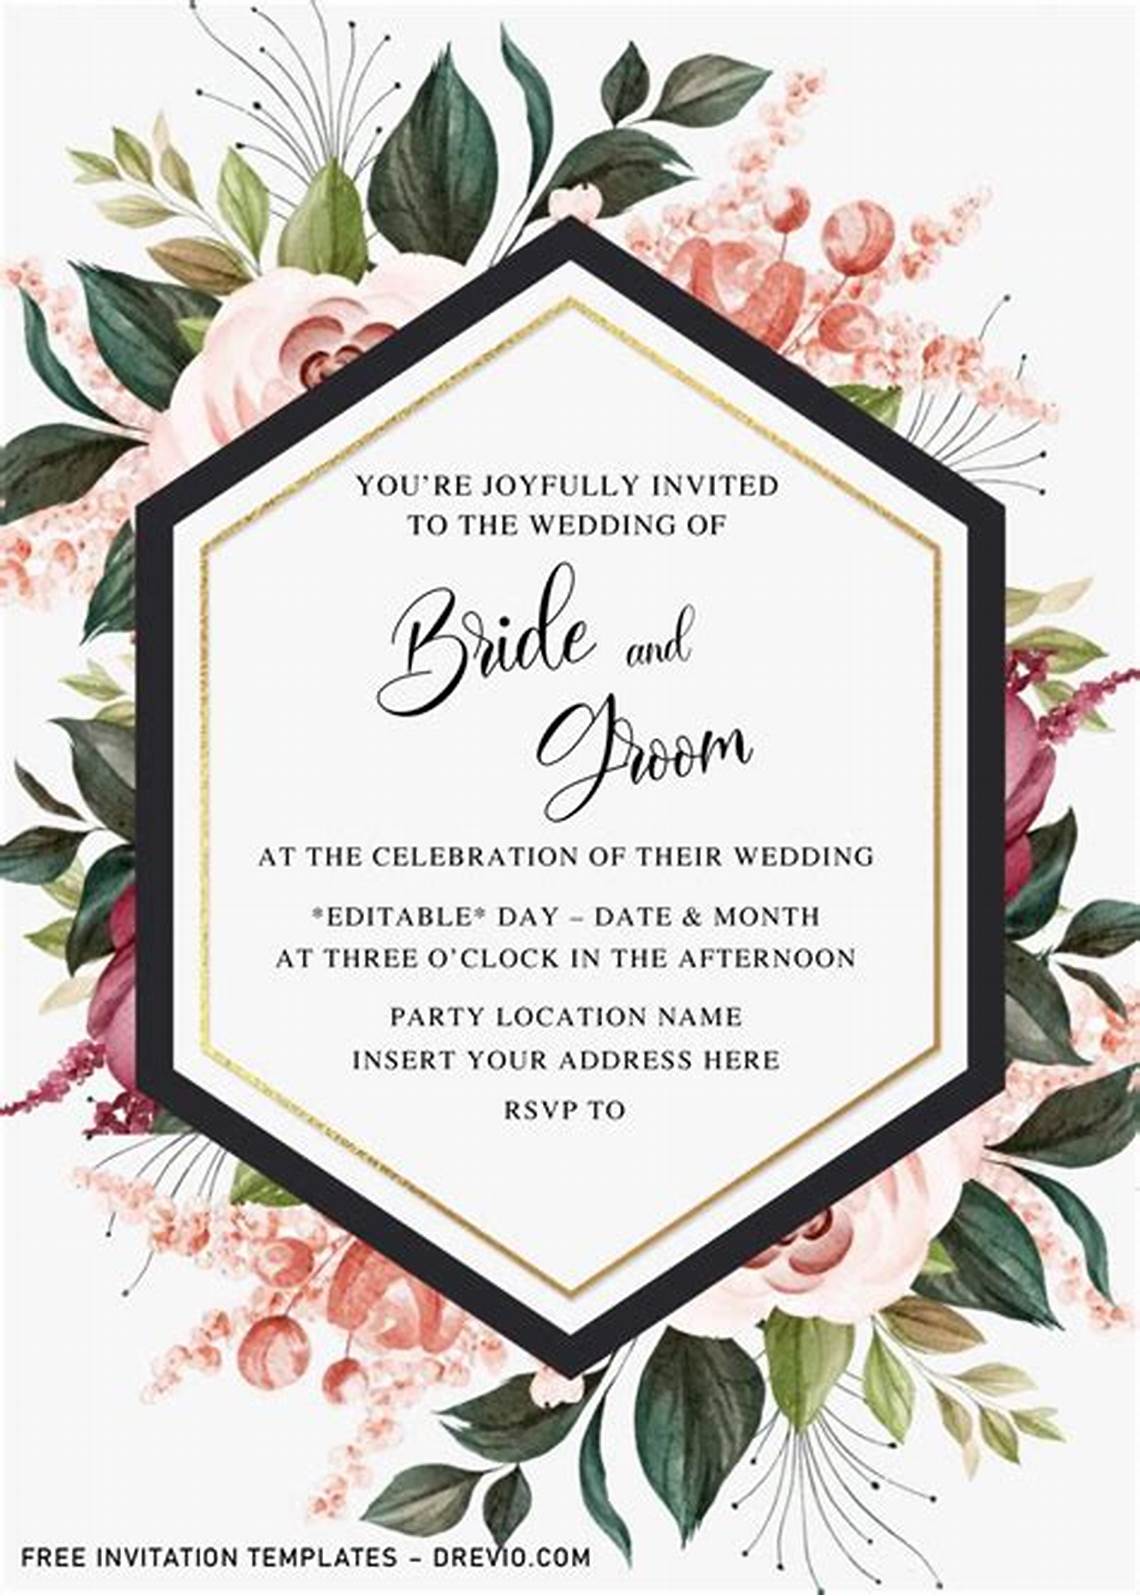 YOU'RE JOYFULLY INVITED
TO THE WEDDING OF
Bride and
Groom
AT THE CELEBRATION OF THEIR WEDDING
*EDITABLE* DAY – DATE & MONTH
AT THREE O'CLOCK IN THE AFTERNOON
PARTY LOCATION NAME
INSERT YOUR ADDRESS HERE
RSVP TO
FREE INVITATION TEMPLATES – DREVIO.COM